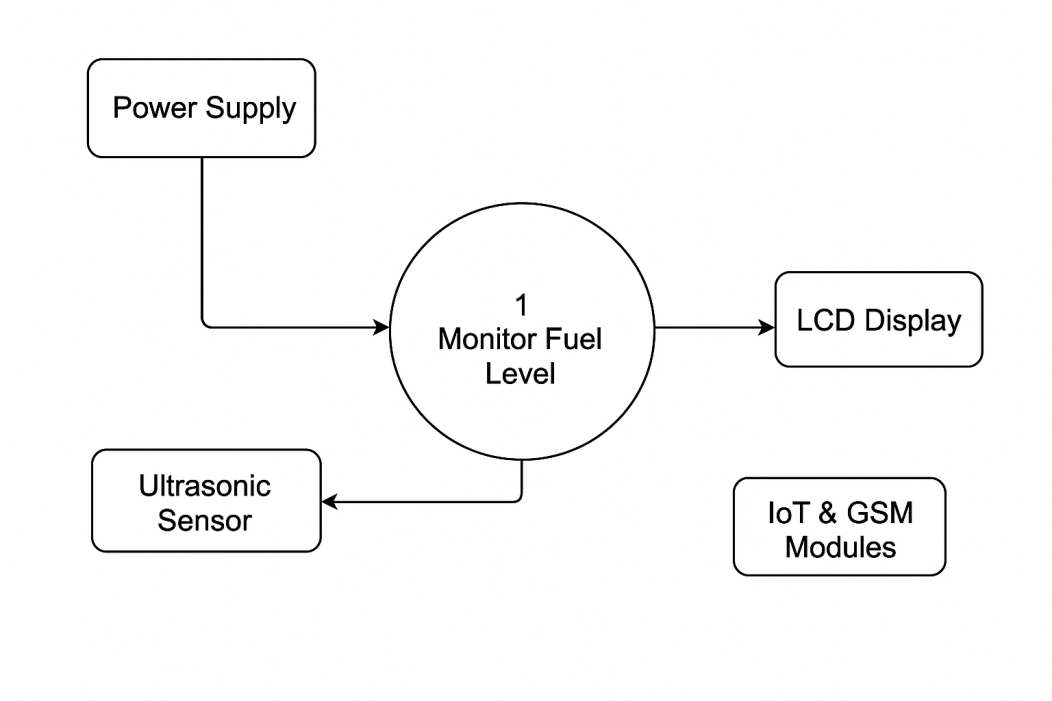 Power Supply
1
Monitor Fuel
Level
LCD Display
Ultrasonic
Sensor
IoT & GSM
Modules